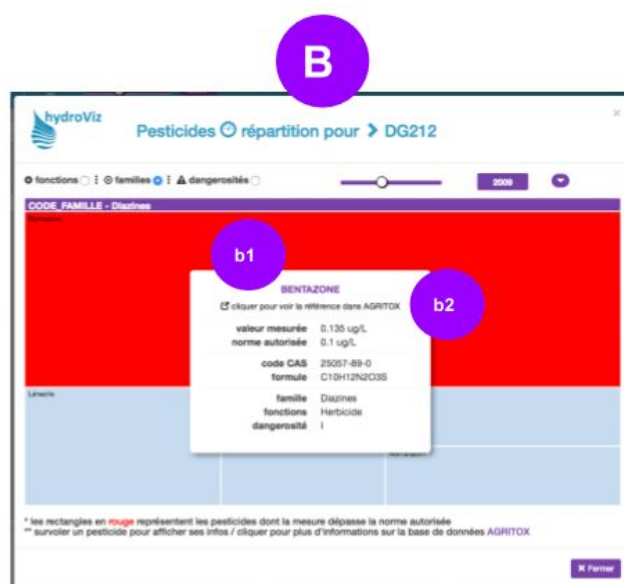 B
hydroViz
Pesticides répartition pour > DG212
×
fonctions ⋮ familles ⋮ dangerosités
2009
CODE_FAMILLE - Diazines
Bentazone
b1
b2
BENTAZONE
cliquer pour voir la référence dans AGRITOX
valeur mesurée 0.135 ug/L
norme autorisée 0.1 ug/L
code CAS 25057-89-0
formule C10H12N2O3S
famille Diazines
fonctions Herbicide
dangerosité I
Lénacile
* les rectangles en rouge représentent les pesticides dont la mesure dépasse la norme autorisée
** survoler un pesticide pour afficher ses infos / cliquer pour plus d'informations sur la base de données AGRITOX
× Fermer